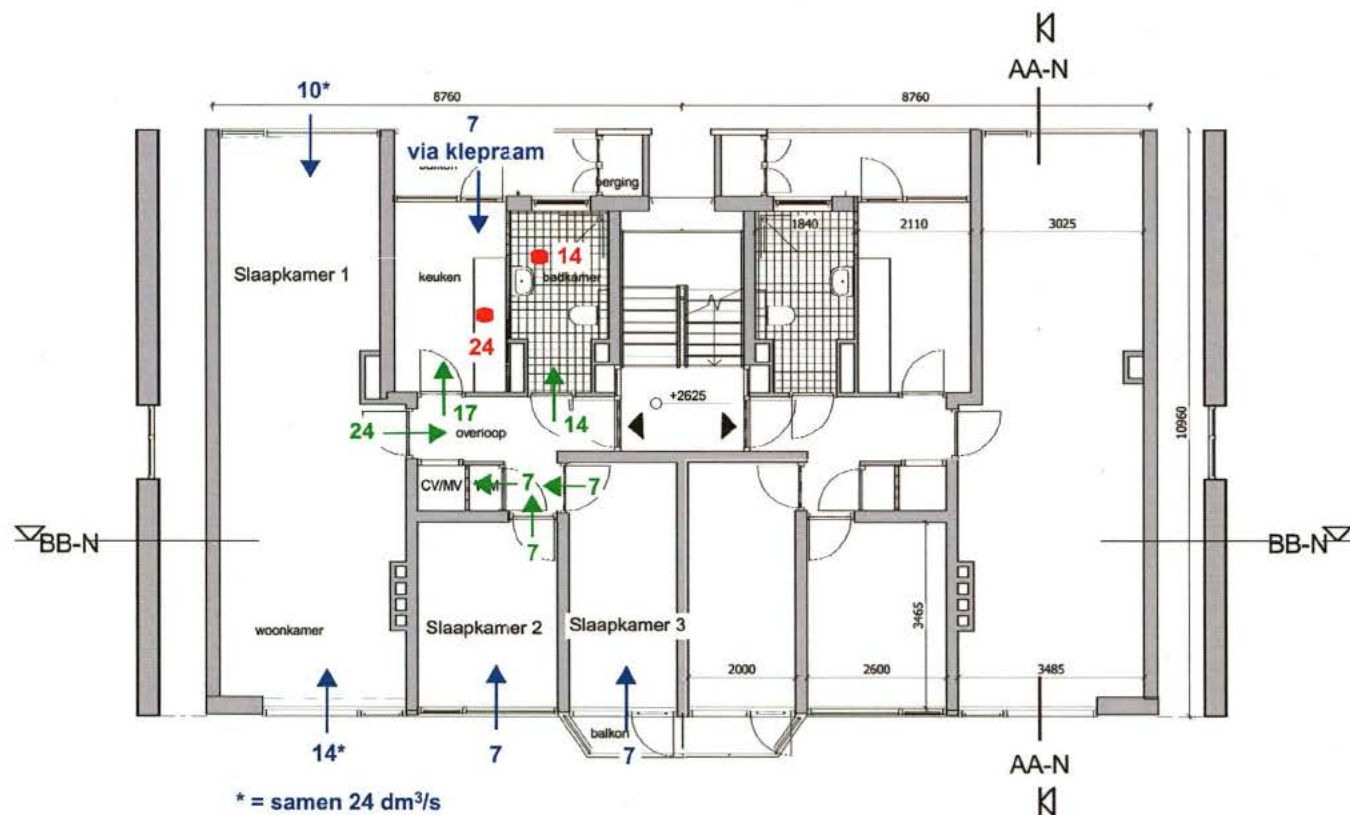 AA-N
10*
8760
8760
7
via klepraam
berging
1840
2110
3025
14
Slaapkamer 1
keuken
badkamer
24
+2625
10960
17
14
24
overloop
CV/MV
7
7
7
BB-N
BB-N
3465
woonkamer
Slaapkamer 2
Slaapkamer 3
2000
2600
3485
balkon
14*
7
7
AA-N
* = samen 24 dm³/s